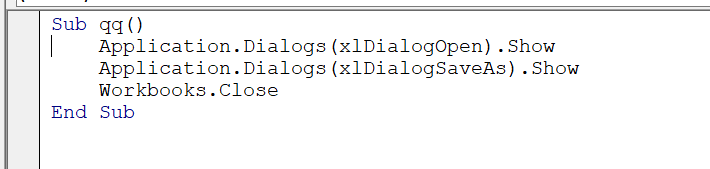 Sub qq()
    Application.Dialogs(xlDialogOpen).Show
    Application.Dialogs(xlDialogSaveAs).Show
    Workbooks.Close
End Sub